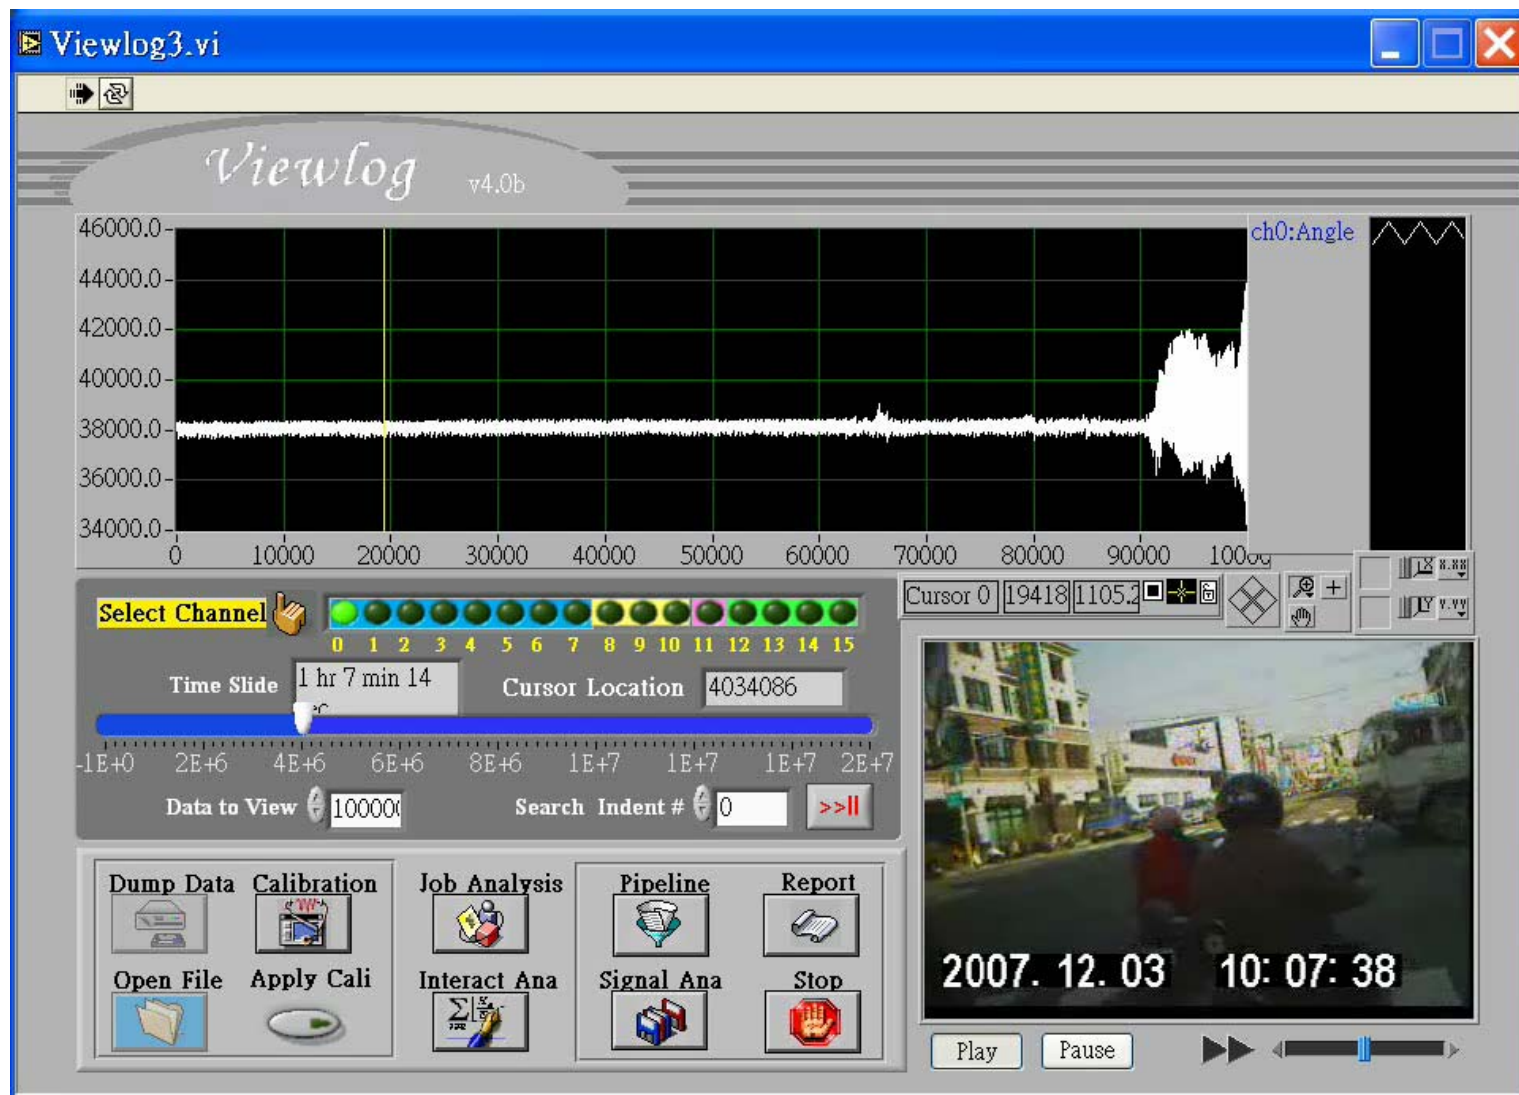 Viewlog3.vi
Viewlog v4.0b
46000.0
44000.0
42000.0
40000.0
38000.0
36000.0
34000.0
0 10000 20000 30000 40000 50000 60000 70000 80000 90000
ch0:Angle
Cursor 0 19418 1105.2
Select Channel
0 1 2 3 4 5 6 7 8 9 10 11 12 13 14 15
Time Slide 1 hr 7 min 14
Cursor Location 4034086
-1E+0 2E+6 4E+6 6E+6 8E+6 1E+7 1E+7 1E+7 2E+7
Data to View 10000
Search Indent # 0 >>II
Dump Data Calibration Job Analysis Pipeline Report
Open File Apply Cali Interact Ana Signal Ana Stop
X X.XX
Y Y.YY
2007. 12. 03 10: 07: 38
Play Pause